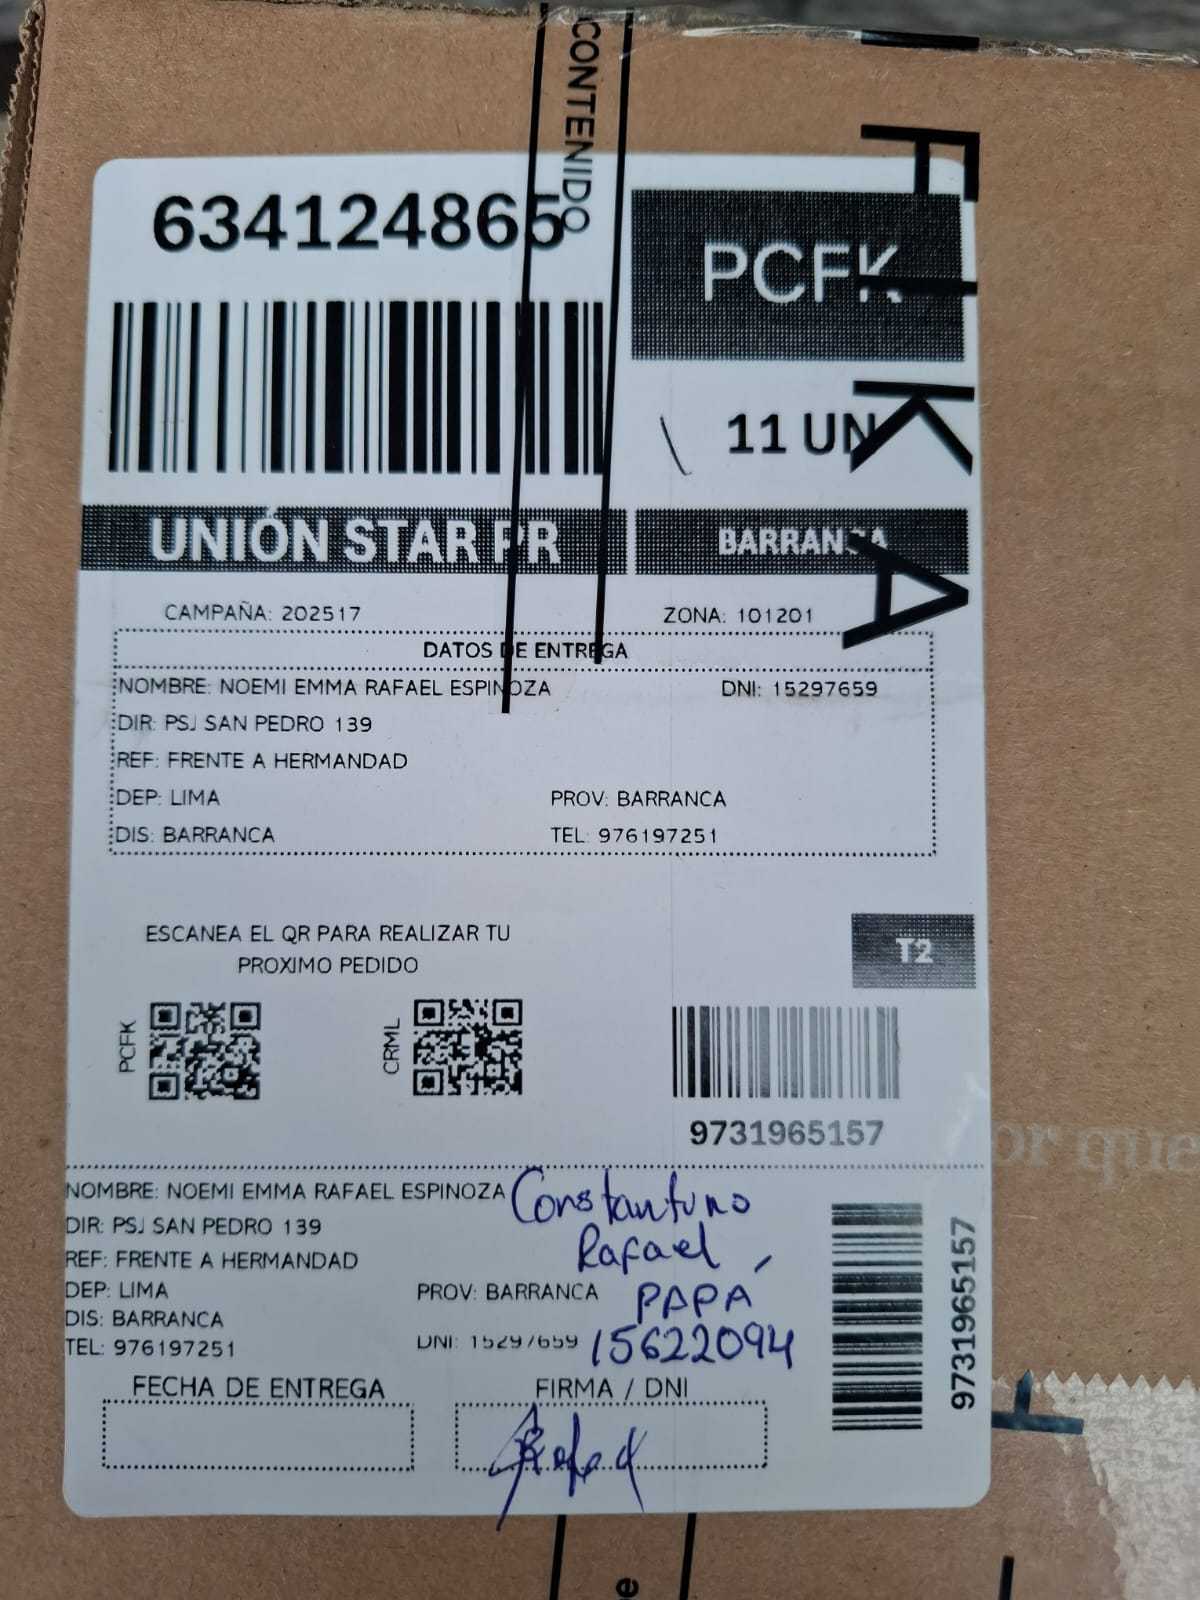 CONTENIDO
FIKA
634124865
PCFK
11 UN
UNIÓN STAR PR
BARRANCA
CAMPAÑA: 202517
ZONA: 101201
DATOS DE ENTREGA
NOMBRE: NOEMI EMMA RAFAEL ESPINOZA DNI: 15297659
DIR: PSJ SAN PEDRO 139
REF: FRENTE A HERMANDAD
DEP: LIMA PROV: BARRANCA
DIS: BARRANCA TEL: 976197251
ESCANEA EL QR PARA REALIZAR TU
PROXIMO PEDIDO
T2
PCFK
CRML
9731965157
or que
NOMBRE: NOEMI EMMA RAFAEL ESPINOZA
DIR: PSJ SAN PEDRO 139
REF: FRENTE A HERMANDAD
DEP: LIMA PROV: BARRANCA
DIS: BARRANCA
TEL: 976197251 DNI: 15297659
Constantino
Rafael
PAPÁ
15622094
9731965157
FECHA DE ENTREGA
FIRMA / DNI